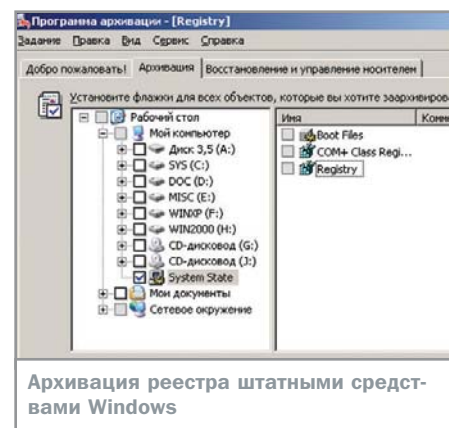 Программа архивации - [Registry]
Задание Правка Вид Сервис Справка
Добро пожаловать! Архивация Восстановление и управление носителем
Установите флажки для всех объектов, которые вы хотите заархивиров
Рабочий стол
Мой компьютер
Диск 3,5 (A:)
SYS (C:)
DOC (D:)
MISC (E:)
WINXP (F:)
WIN2000 (H:)
CD-дисковод (G:)
CD-дисковод (J:)
System State
Мои документы
Сетевое окружение
Имя Комм
Boot Files
COM+ Class Regi...
Registry
Архивация реестра штатными средст-
вами Windows